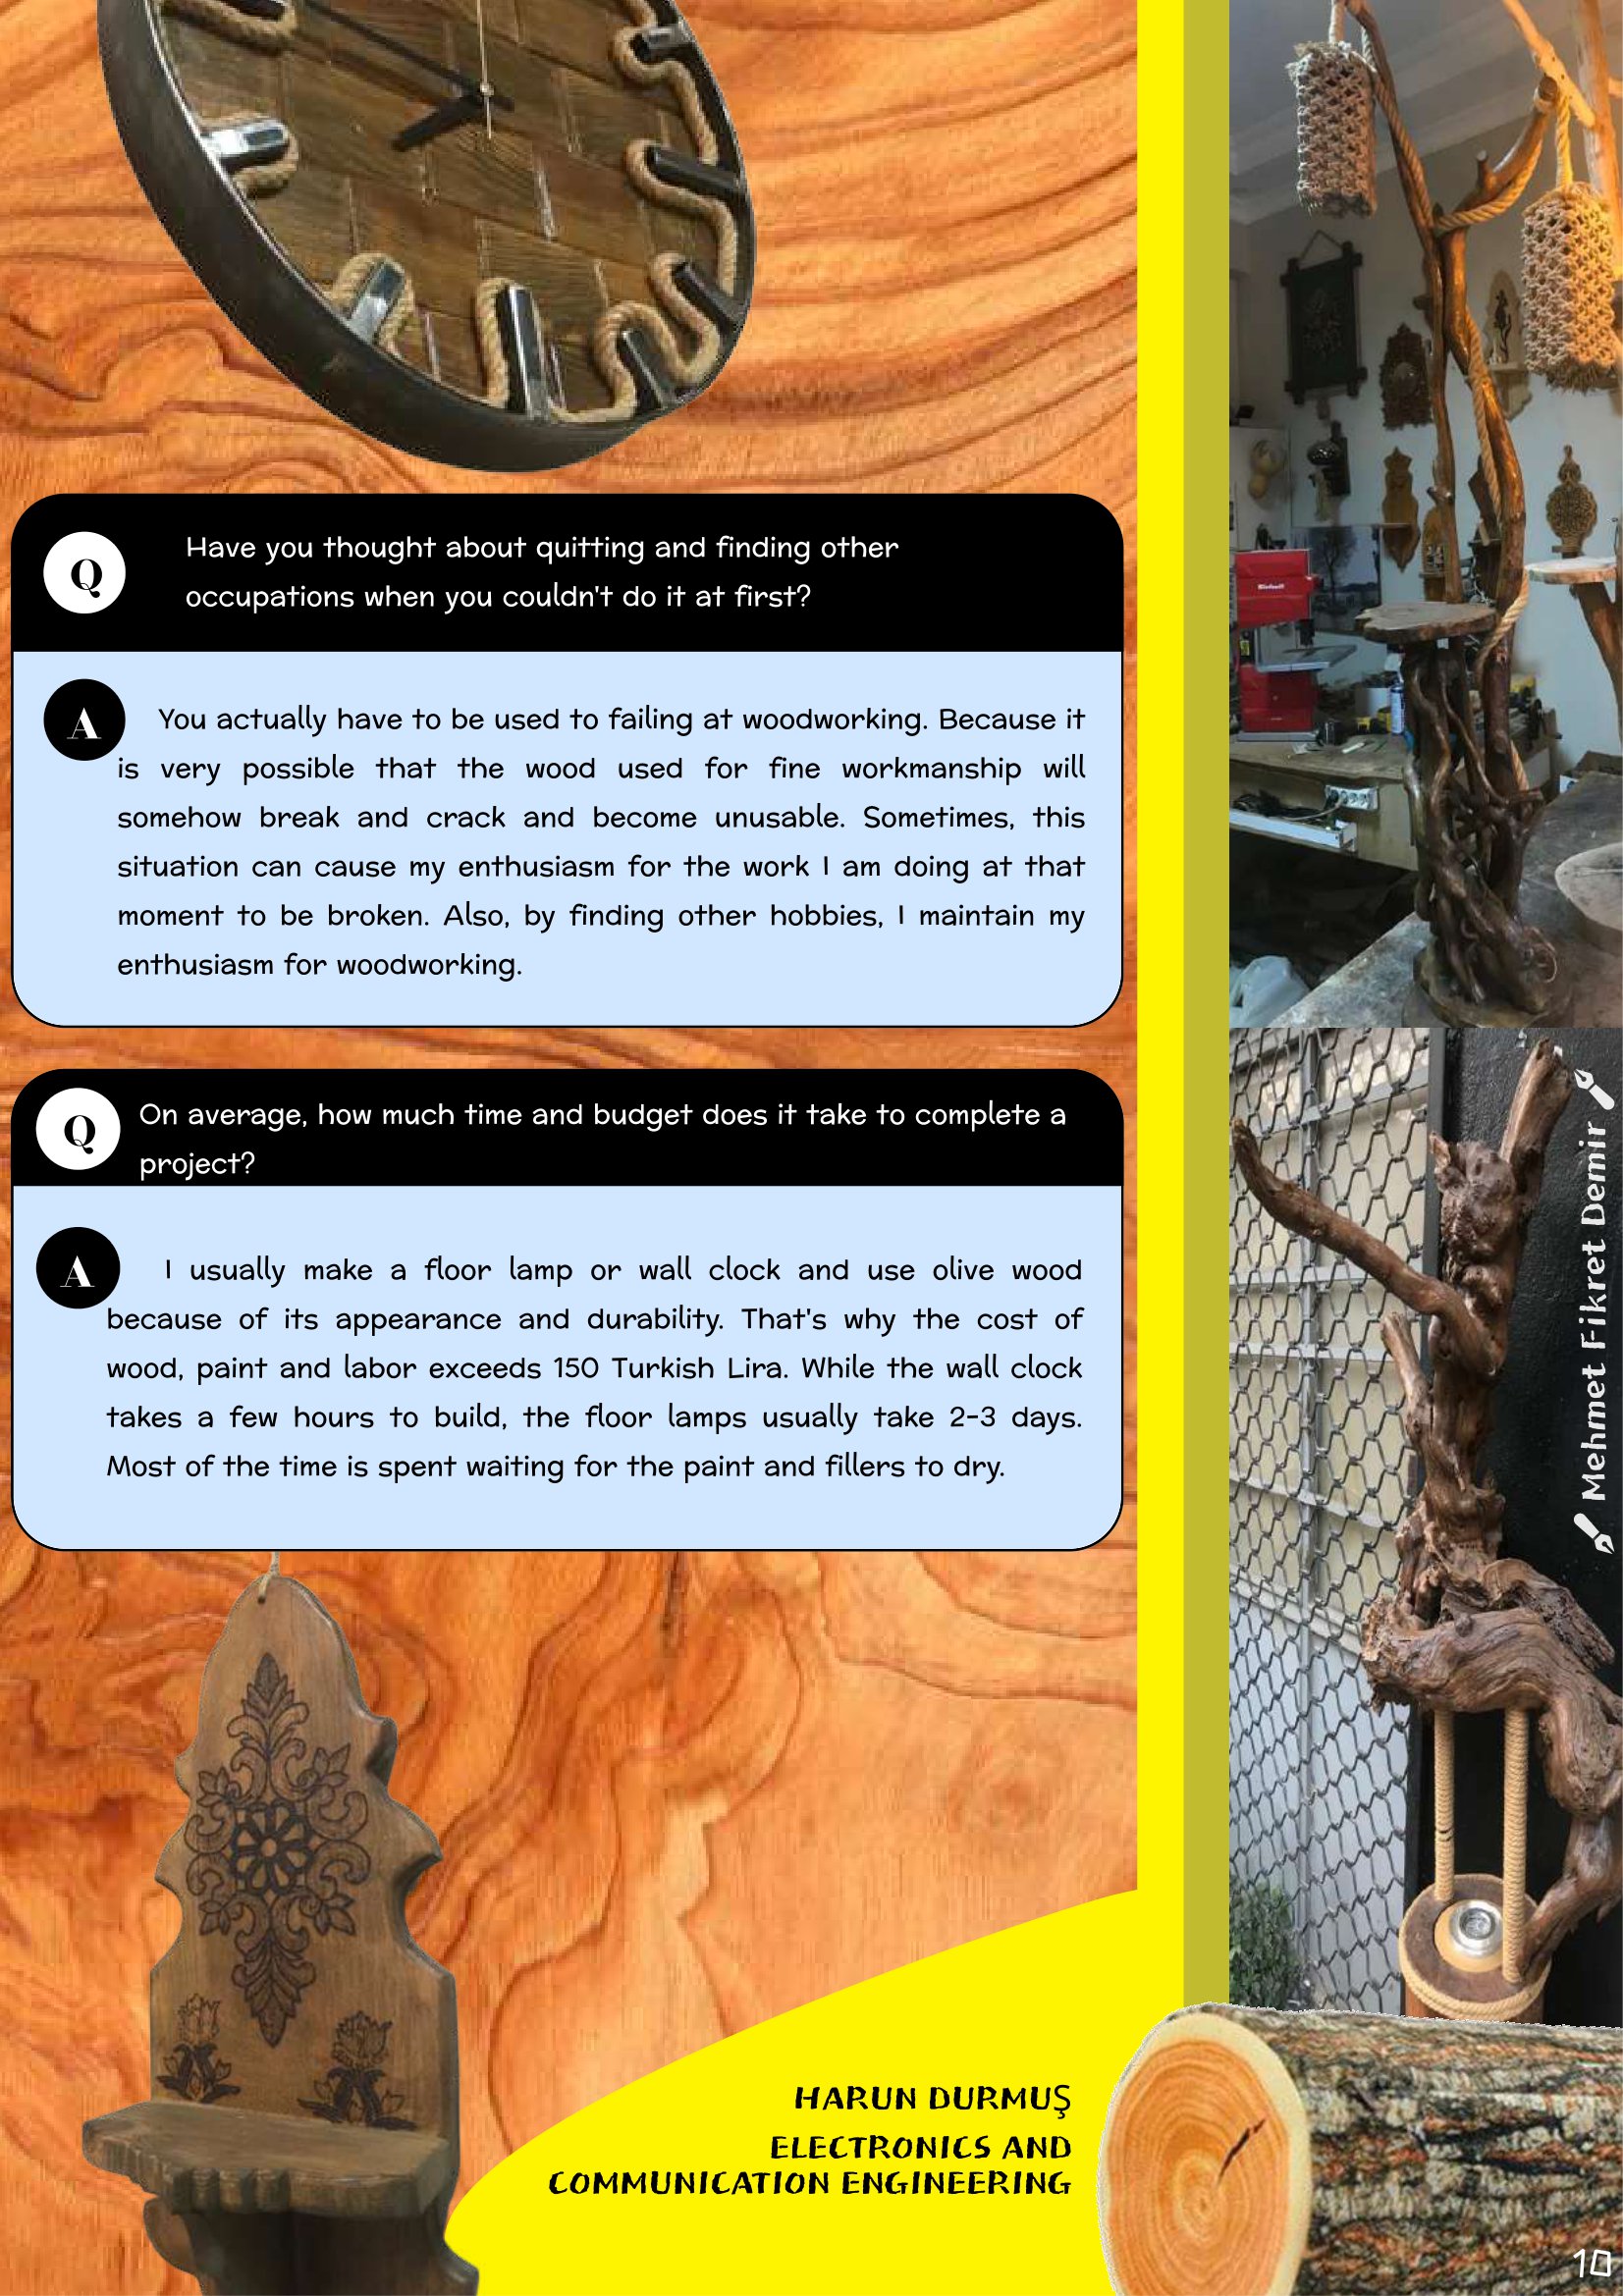 Q
Have you thought about quitting and finding other
occupations when you couldn't do it at first?
A
You actually have to be used to failing at woodworking. Because it
is very possible that the wood used for fine workmanship will
somehow break and crack and become unusable. Sometimes, this
situation can cause my enthusiasm for the work I am doing at that
moment to be broken. Also, by finding other hobbies, I maintain my
enthusiasm for woodworking.
Q
On average, how much time and budget does it take to complete a
project?
A
I usually make a floor lamp or wall clock and use olive wood
because of its appearance and durability. That's why the cost of
wood, paint and labor exceeds 150 Turkish Lira. While the wall clock
takes a few hours to build, the floor lamps usually take 2-3 days.
Most of the time is spent waiting for the paint and fillers to dry.
Mehmet Fikret Demir
HARUN DURMUŞ
ELECTRONICS AND
COMMUNICATION ENGINEERING
10